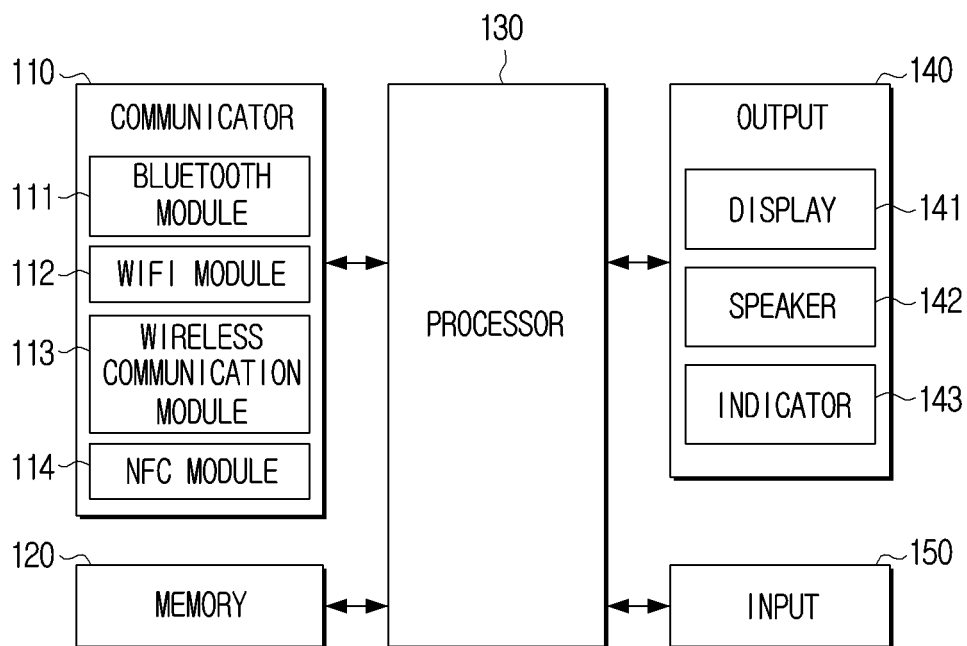 130
110
COMMUNICATOR
111
BLUETOOTH
MODULE
112
WIFI MODULE
113
WIRELESS
COMMUNICATION
MODULE
114
NFC MODULE
120
MEMORY
PROCESSOR
140
OUTPUT
DISPLAY
141
SPEAKER
142
INDICATOR
143
150
INPUT